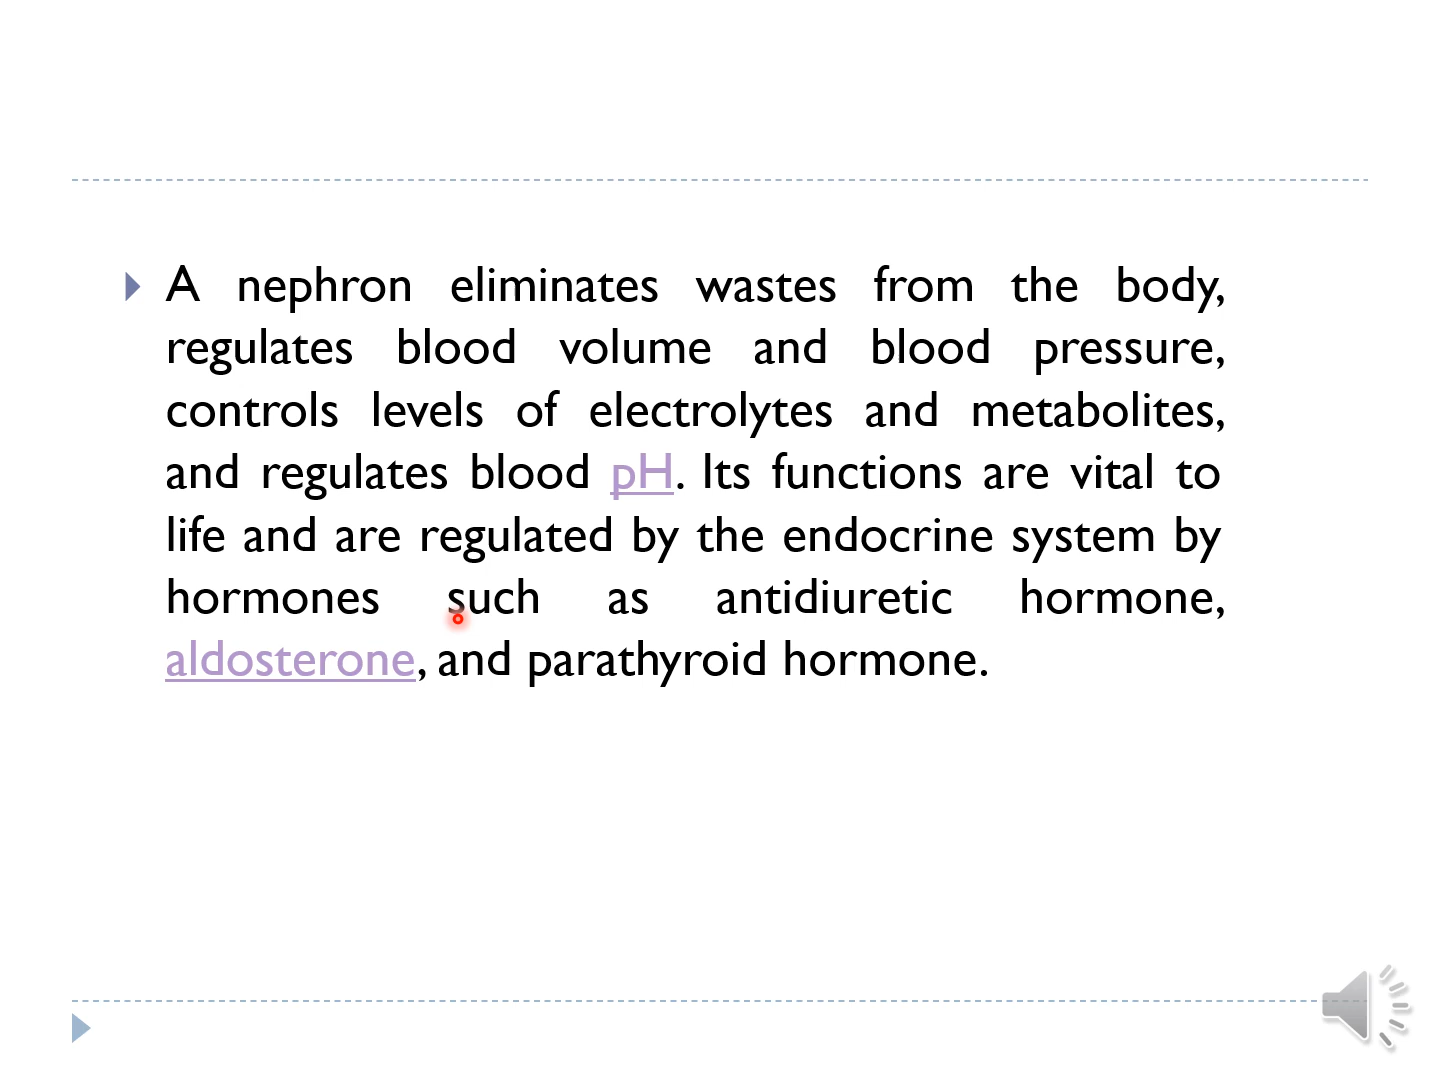 A nephron eliminates wastes from the body,
regulates blood volume and blood pressure,
controls levels of electrolytes and metabolites,
and regulates blood pH. Its functions are vital to
life and are regulated by the endocrine system by
hormones such as antidiuretic hormone,
aldosterone, and parathyroid hormone.